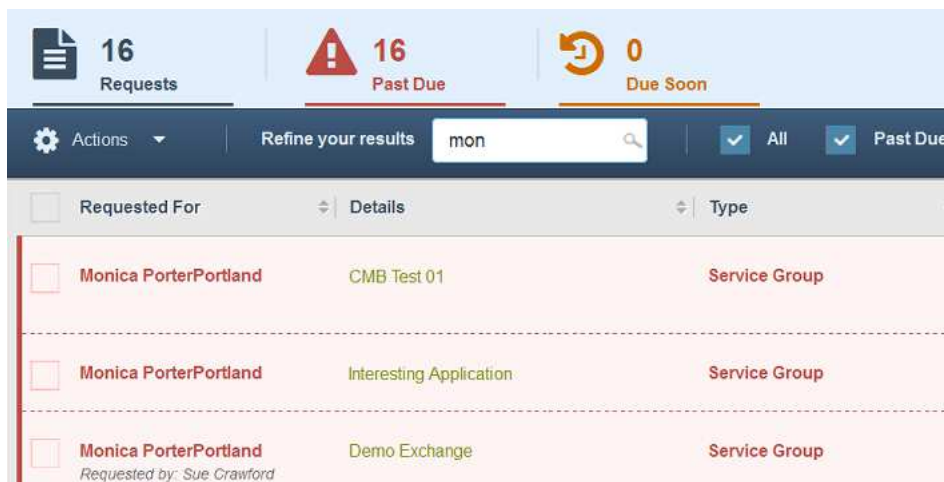 16 Requests
16 Past Due
0 Due Soon
Actions Refine your results mon All Past Due
Requested For Details Type
Monica PorterPortland CMB Test 01 Service Group
Monica PorterPortland Interesting Application Service Group
Monica PorterPortland Demo Exchange Service Group
Requested by: Sue Crawford